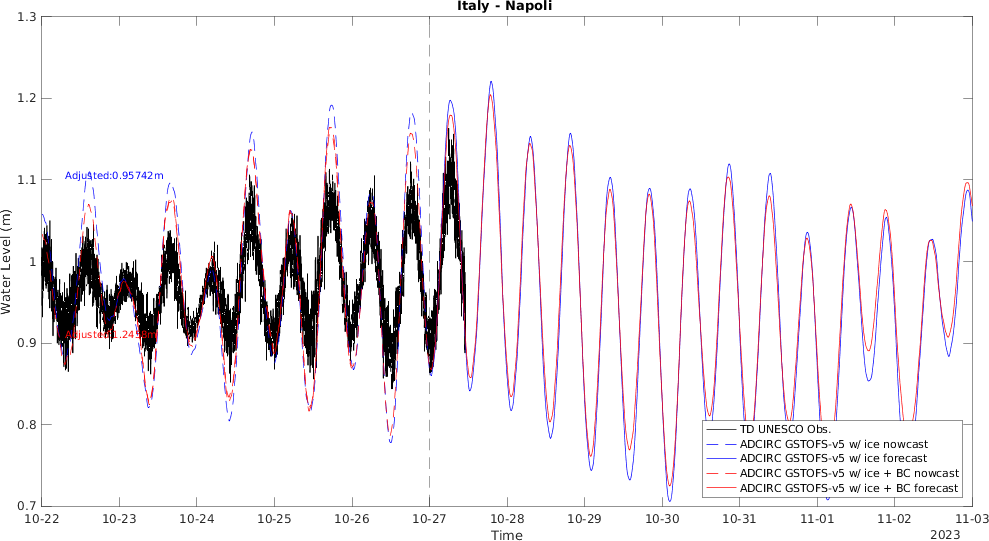 Italy - Napoli
Water Level (m)
1.3
1.2
1.1
1
0.9
0.8
0.7
Adjusted:0.95742m
TD UNESCO Obs.
ADCIRC GSTOFS-v5 w/ ice nowcast
ADCIRC GSTOFS-v5 w/ ice forecast
ADCIRC GSTOFS-v5 w/ ice + BC nowcast
ADCIRC GSTOFS-v5 w/ ice + BC forecast
10-22
10-23
10-24
10-25
10-26
10-27
10-28
10-29
10-30
10-31
11-01
11-02
11-03
Time
2023